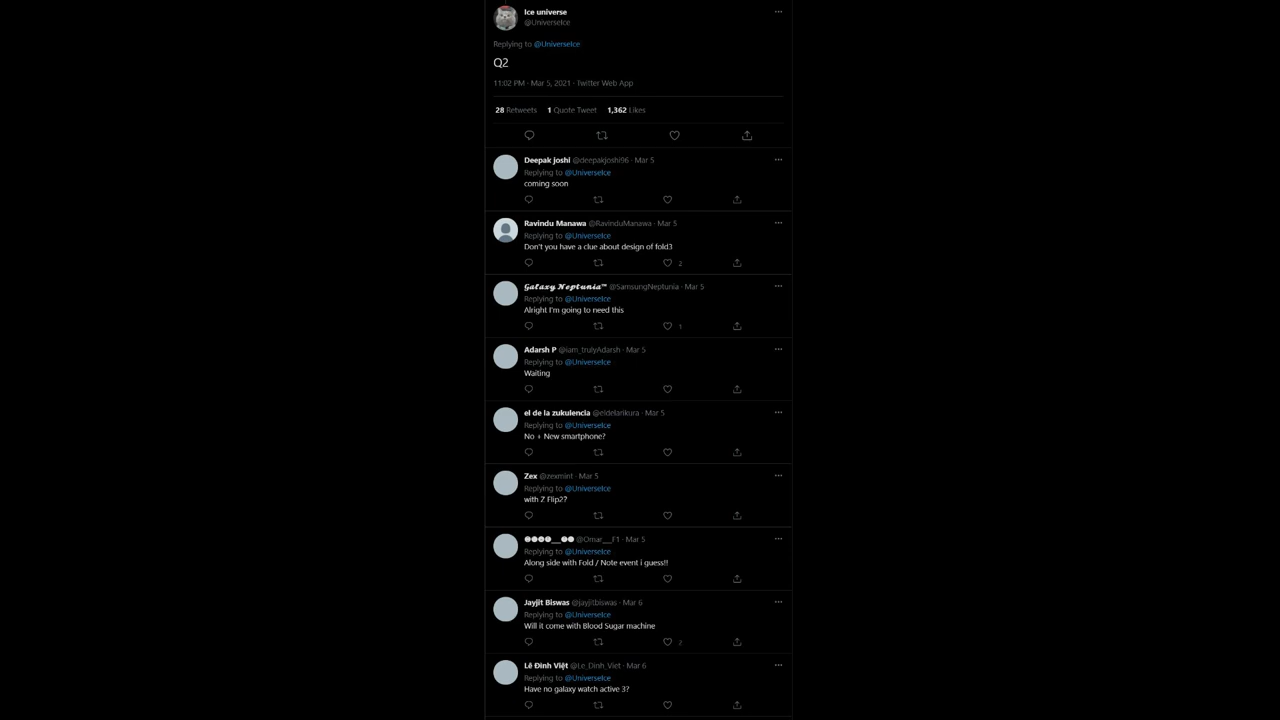 Ice universe
@UniverseIce
Replying to @UniverseIce
Q2
11:02 PM · Mar 5, 2021 · Twitter Web App
28 Retweets 1 Quote Tweet 1,362 Likes
Deepak joshi @deepakjoshi96 · Mar 5
Replying to @UniverseIce
coming soon
Ravindu Manawa @RavinduManawa · Mar 5
Replying to @UniverseIce
Don't you have a clue about design of fold3
2
𝓖𝓪𝓵𝓪𝔁𝔂 𝓝𝓮𝓹𝓽𝓾𝓷𝓲𝓪™ @SamsungNeptunia · Mar 5
Replying to @UniverseIce
Alright I'm going to need this
1
Adarsh P @iam_trulyAdarsh · Mar 5
Replying to @UniverseIce
Waiting
el de la zukulencia @eldelarikura · Mar 5
Replying to @UniverseIce
No + New smartphone?
Zex @zexmint · Mar 5
Replying to @UniverseIce
with Z Flip2?
@Omar__F1 · Mar 5
Replying to @UniverseIce
Along side with Fold / Note event i guess!!
Jayjit Biswas @jayjitbiswas · Mar 6
Replying to @UniverseIce
Will it come with Blood Sugar machine
2
Lê Đình Việt @Le_Dinh_Viet · Mar 6
Replying to @UniverseIce
Have no galaxy watch active 3?